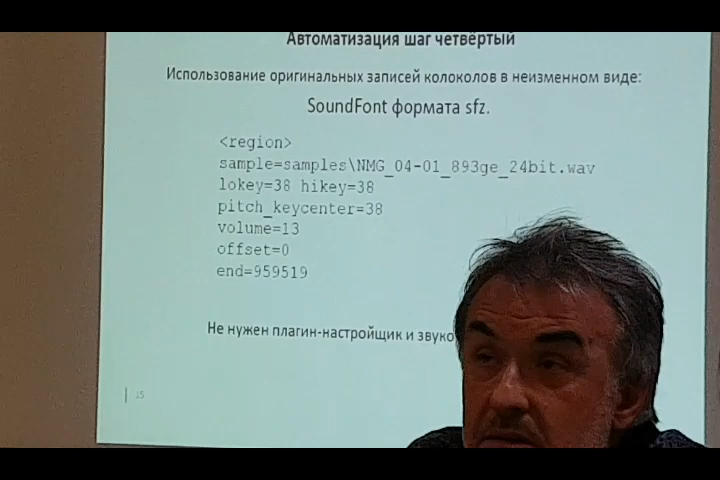 Автоматизация шаг четвёртый
Использование оригинальных записей колоколов в неизменном виде:
SoundFont формата sfz.
<region>
sample=samples\NMG_04-01_893ge_24bit.wav
lokey=38 hikey=38
pitch_keycenter=38
volume=13
offset=0
end=959519
Не нужен плагин-настройщик и
15